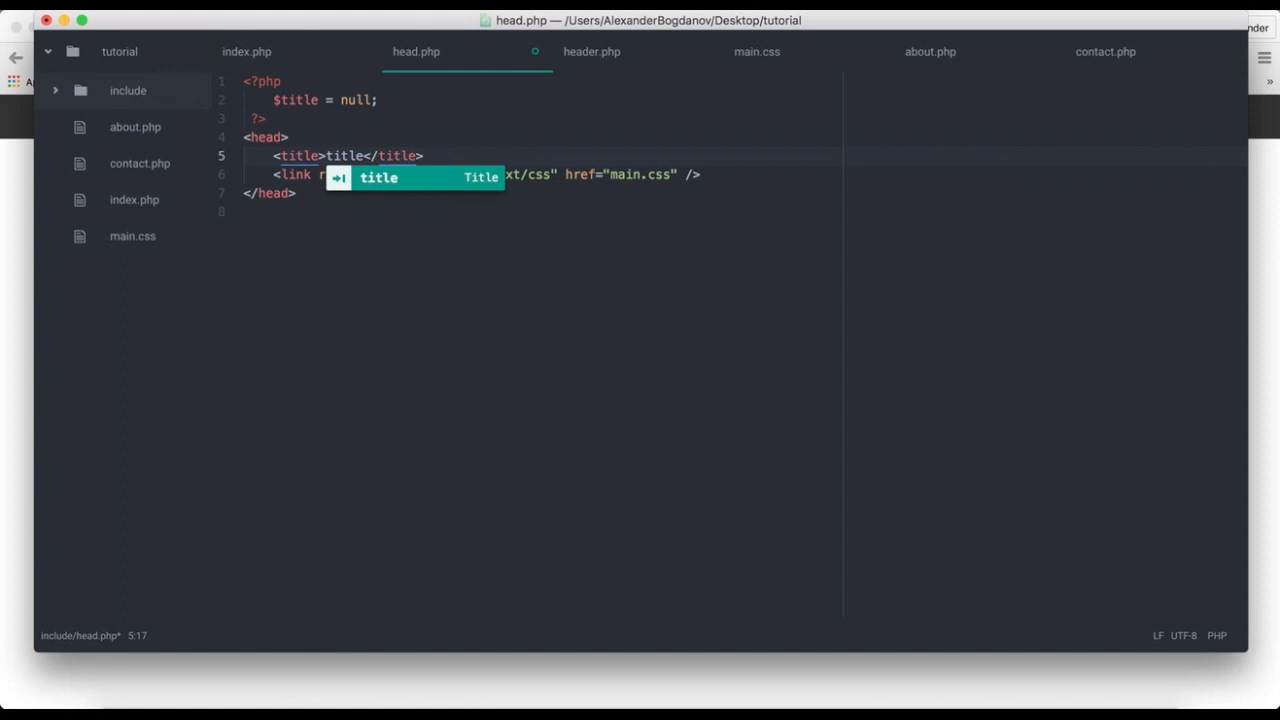 head.php — /Users/AlexanderBogdanov/Desktop/tutorial
nder
tutorial
index.php
head.php
header.php
main.css
about.php
contact.php
include
about.php
contact.php
index.php
main.css
1 <?php
2 $title = null;
3 ?>
4 <head>
5 <title>title</title>
6 <link r xt/css" href="main.css" />
title Title
7 </head>
8
include/head.php* 5:17
LF UTF-8 PHP